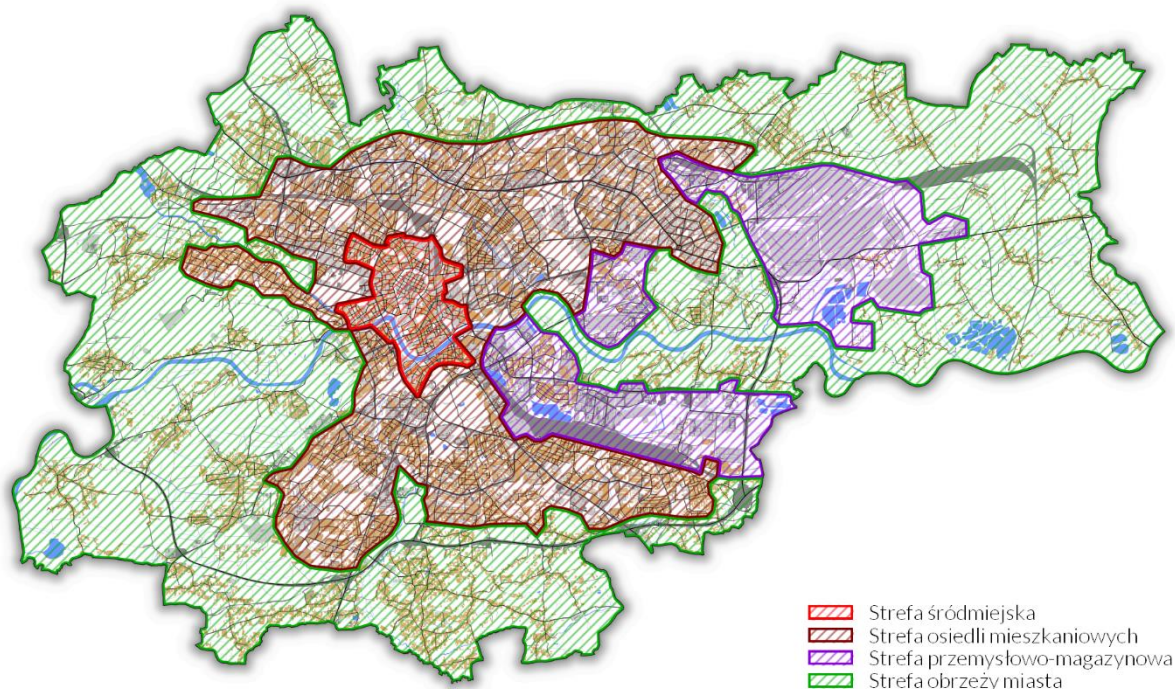 Strefa śródmiejska
Strefa osiedli mieszkaniowych
Strefa przemysłowo-magazynowa
Strefa obrzeży miasta